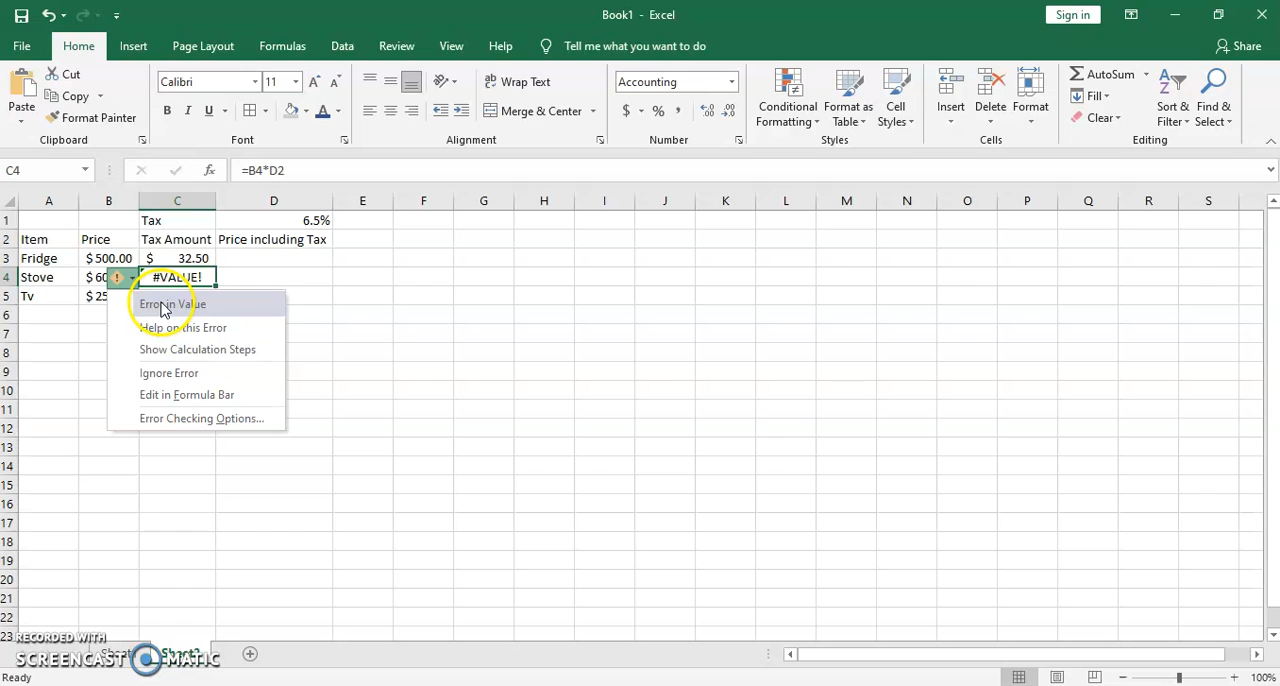 Book1 - Excel
Sign in
File Home Insert Page Layout Formulas Data Review View Help Tell me what you want to do Share
Paste
Cut
Copy
Format Painter
Clipboard
Calibri 11
B I U
Font
Wrap Text
Merge & Center
Alignment
Accounting
$ % ,
Number
Conditional Formatting
Format as Table
Cell Styles
Styles
Insert Delete Format
Cells
AutoSum
Fill
Clear
Sort & Filter
Find & Select
Editing
C4 fx =B4*D2
A B C D E F G H I J K L M N O P Q R S
1 Tax 6.5%
2 Item Price Tax Amount Price including Tax
3 Fridge $ 500.00 $ 32.50
4 Stove $ 60 #VALUE!
5 Tv $ 25
6
7
8
9
10
11
12
13
14
15
16
17
18
19
20
21
22
23
Error in Value
Help on this Error
Show Calculation Steps
Ignore Error
Edit in Formula Bar
Error Checking Options...
RECORDED WITH
SCREENCAST MATIC
Ready
100%